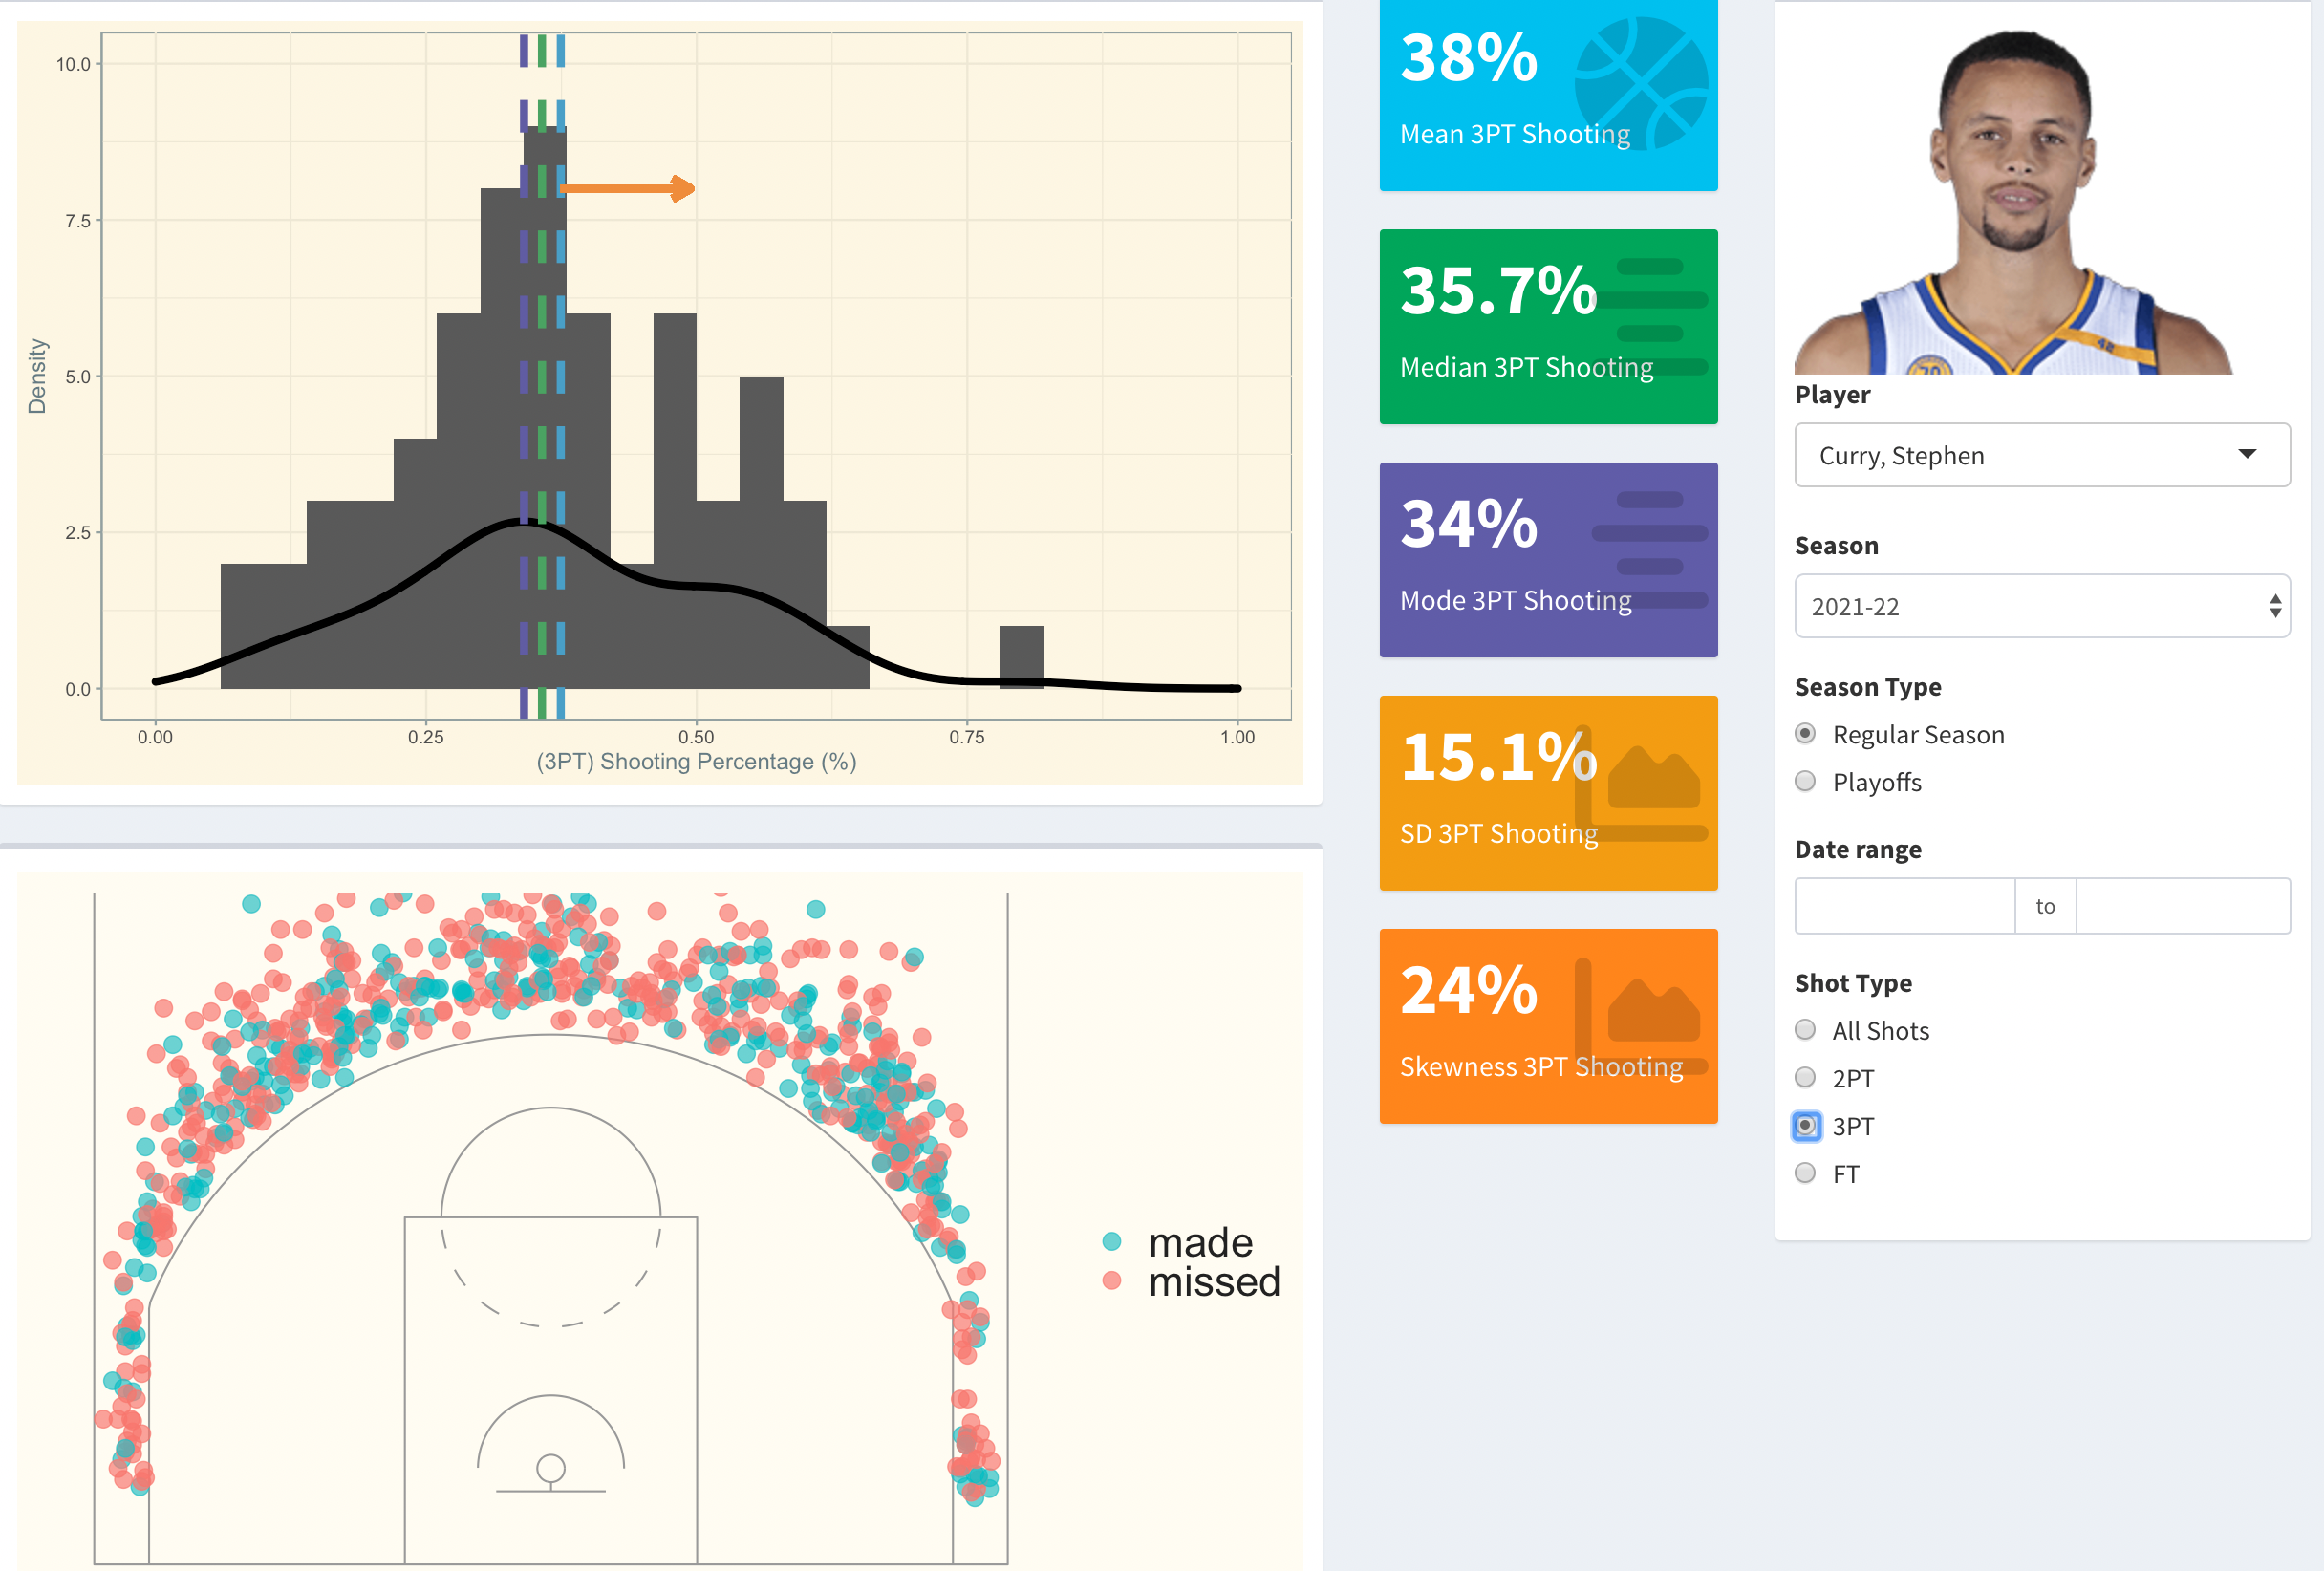 10.0
7.5
5.0
2.5
0.0
Density
0.00 0.25 0.50 0.75 1.00
(3PT) Shooting Percentage (%)
made
missed
38%
Mean 3PT Shooting
35.7%
Median 3PT Shooting
34%
Mode 3PT Shooting
15.1%
SD 3PT Shooting
24%
Skewness 3PT Shooting
Player
Curry, Stephen
Season
2021-22
Season Type
Regular Season
Playoffs
Date range
to
Shot Type
All Shots
2PT
3PT
FT